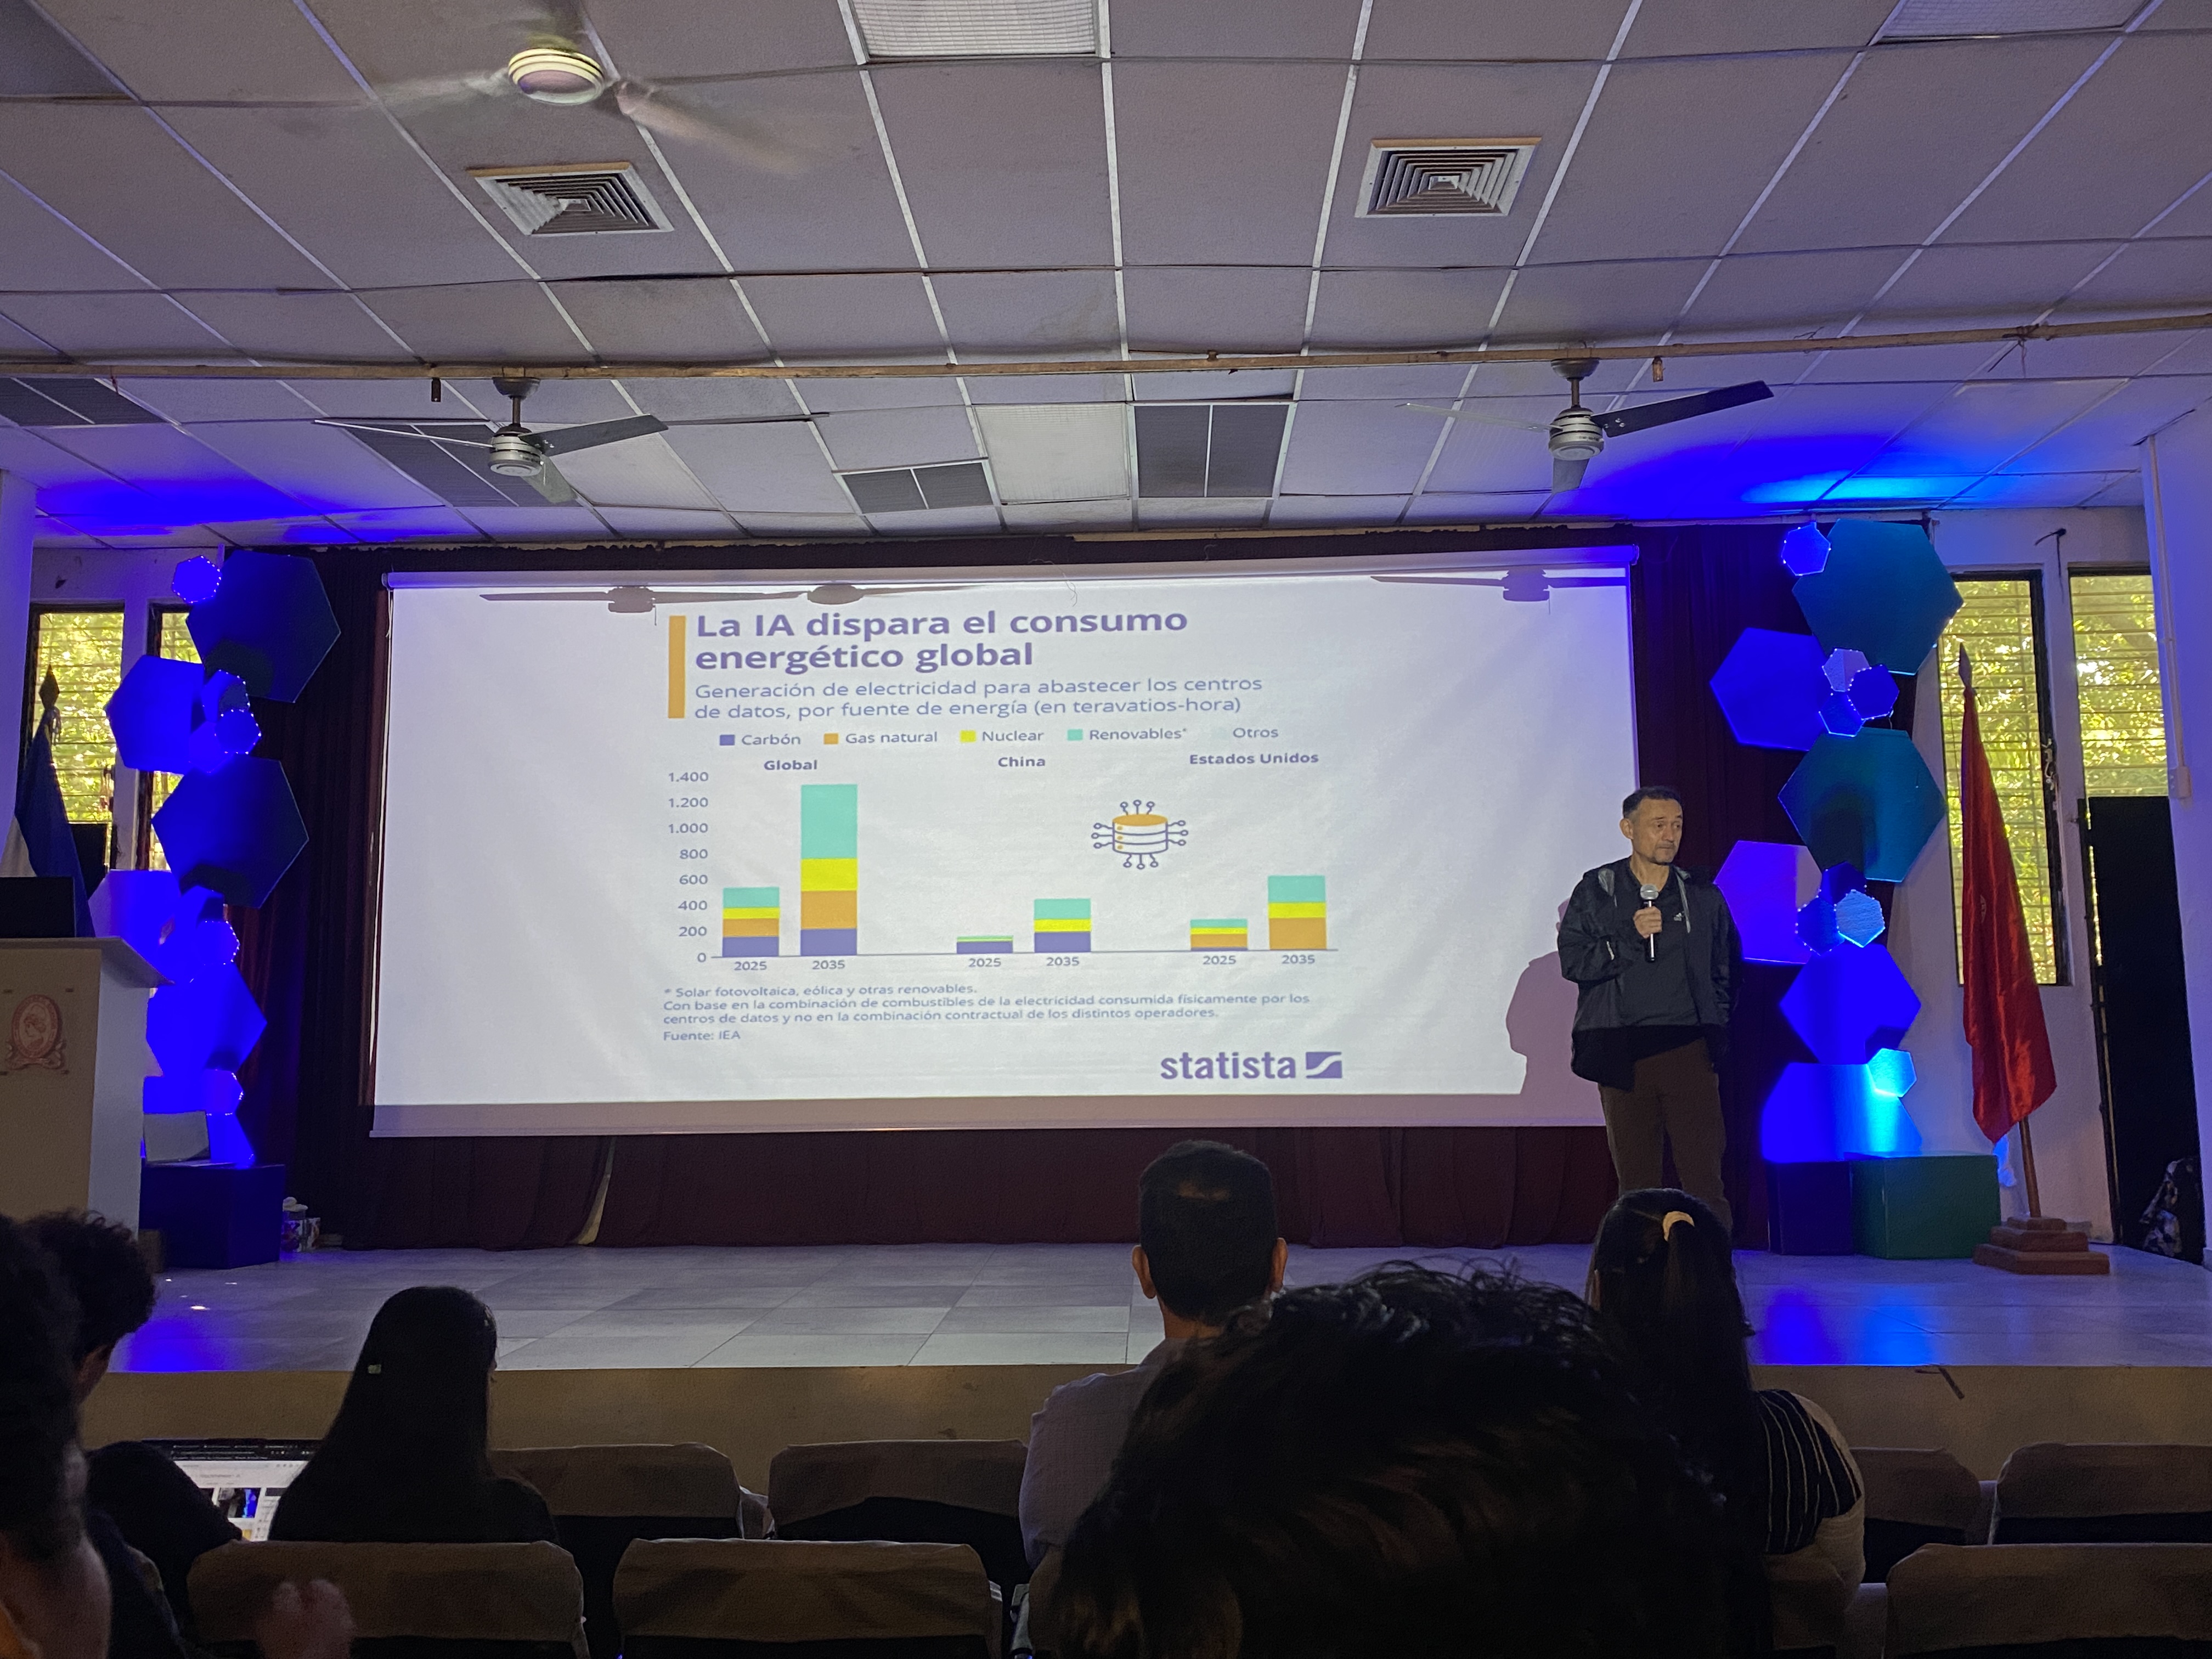 La IA dispara el consumo
energético global
Generación de electricidad para abastecer los centros
de datos, por fuente de energía (en teravatios-hora)
Carbón Gas natural Nuclear Renovables* Otros
Global China Estados Unidos
1.400
1.200
1.000
800
600
400
200
0
2025 2035 2025 2035 2025 2035
* Solar fotovoltaica, eólica y otras renovables.
Con base en la combinación de combustibles de la electricidad consumida físicamente por los
centros de datos y no en la combinación contractual de los distintos operadores.
Fuente: IEA
statista